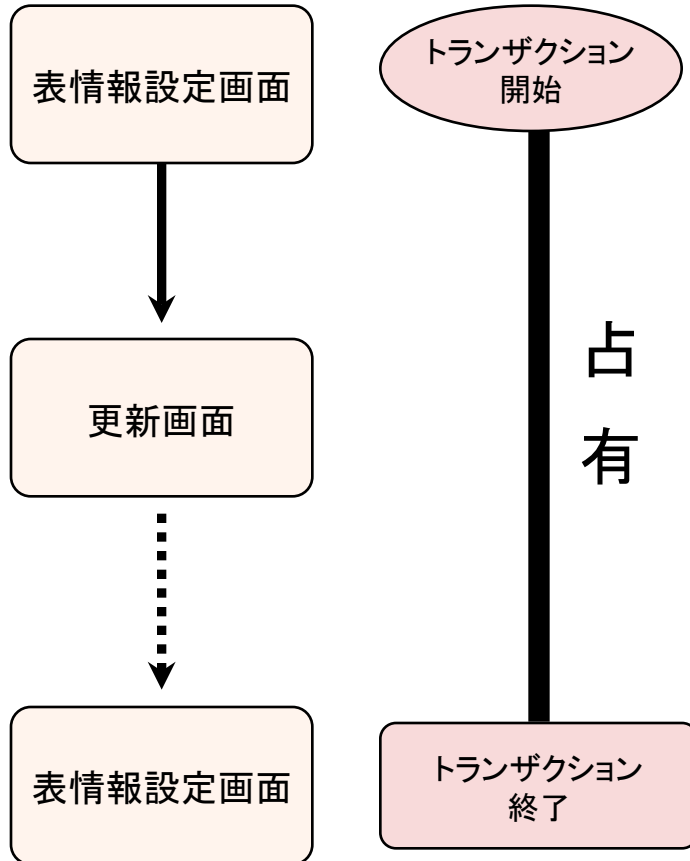 表情報設定画面
更新画面
表情報設定画面
トランザクション
開始
占
有
トランザクション
終了